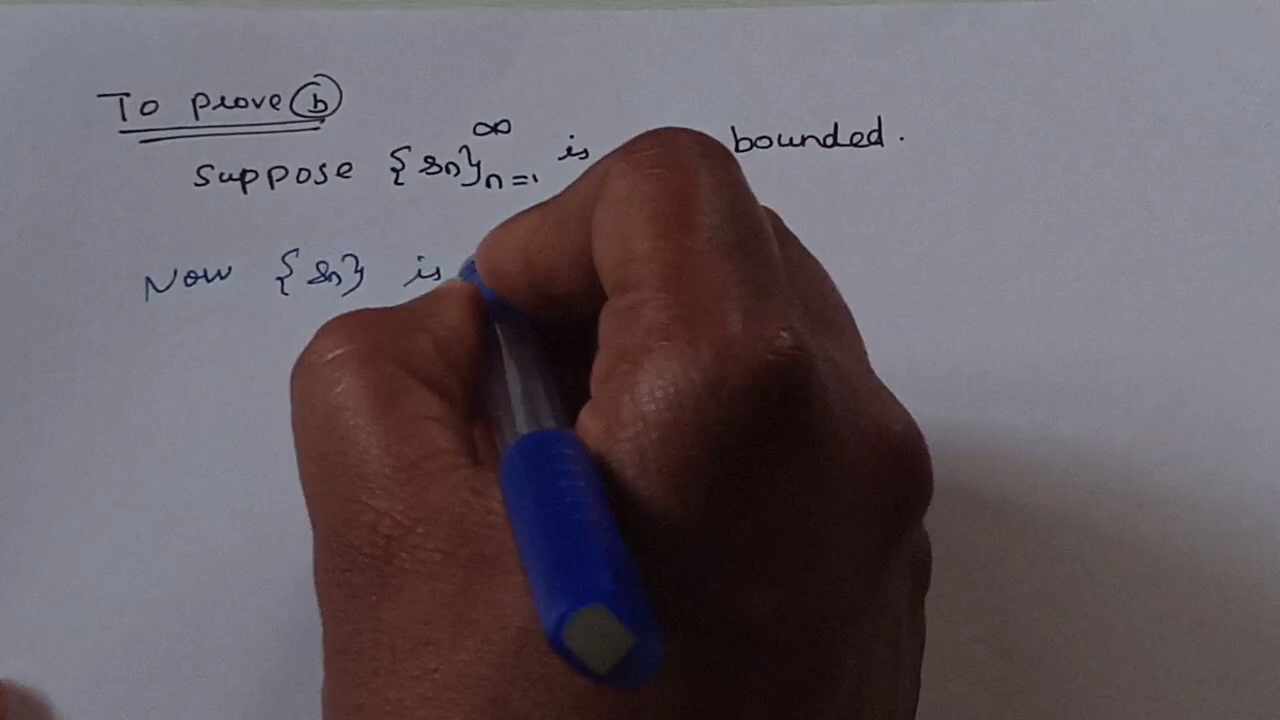 To prove (b)
Suppose {sn}∞n=1 is bounded.
Now {sn} is